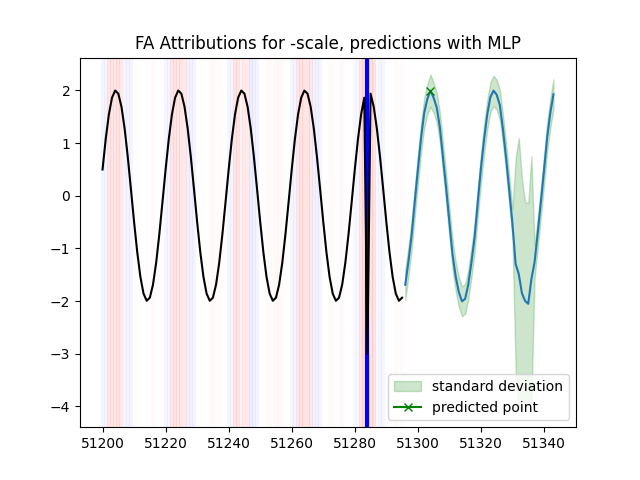 FA Attributions for -scale, predictions with MLP
2
1
0
−1
−2
−3
−4
standard deviation
predicted point
51200 51220 51240 51260 51280 51300 51320 51340